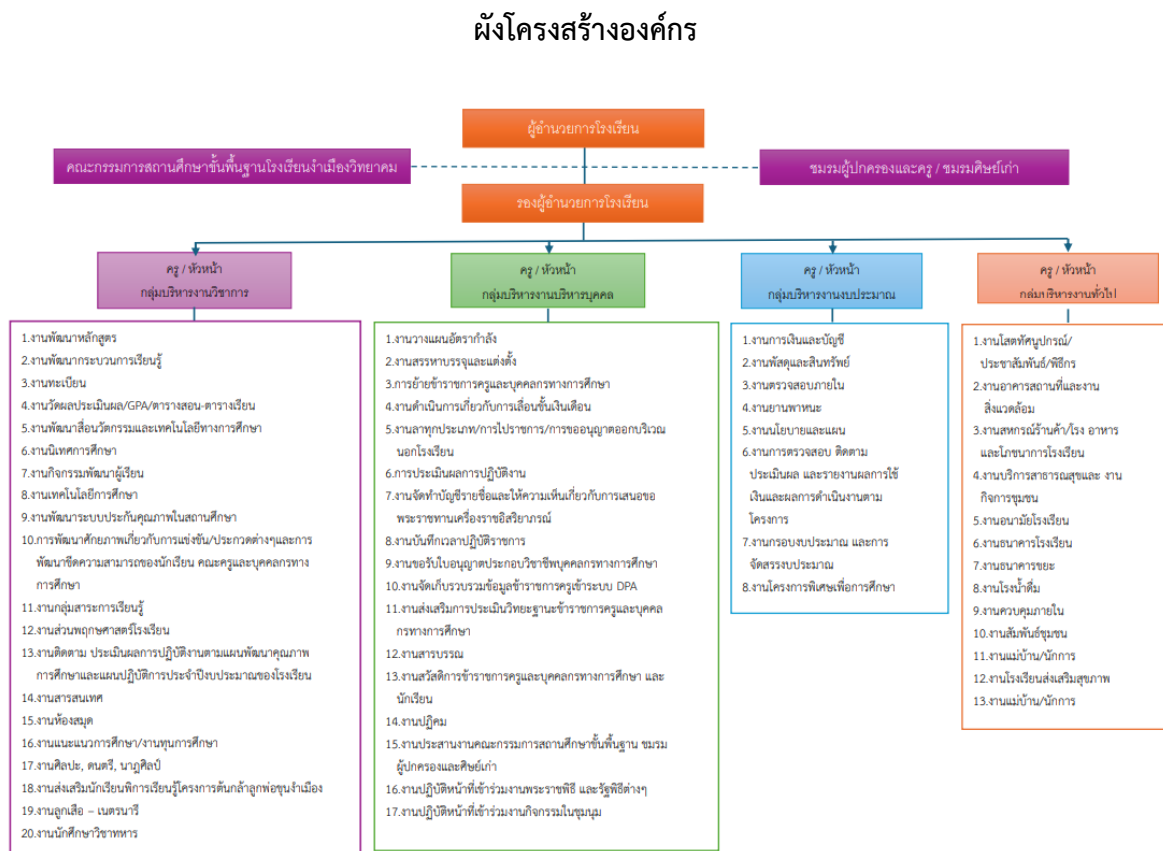 ผังโครงสร้างองค์กร
ผู้อำนวยการโรงเรียน
คณะกรรมการสถานศึกษาขั้นพื้นฐานโรงเรียนงำเมืองวิทยาคม
ชมรมผู้ปกครองและครู / ชมรมศิษย์เก่า
รองผู้อำนวยการโรงเรียน
ครู / หัวหน้า
กลุ่มบริหารงานวิชาการ
1.งานพัฒนาหลักสูตร
2.งานพัฒนากระบวนการเรียนรู้
3.งานทะเบียน
4.งานวัดผลประเมินผล/GPA/ตารางสอน-ตารางเรียน
5.งานพัฒนาสื่อนวัตกรรมและเทคโนโลยีทางการศึกษา
6.งานนิเทศการศึกษา
7.งานกิจกรรมพัฒนาผู้เรียน
8.งานเทคโนโลยีการศึกษา
9.งานพัฒนาระบบประกันคุณภาพในสถานศึกษา
10.การพัฒนาศักยภาพเกี่ยวกับการแข่งขัน/ประกวดต่างๆและการ
พัฒนาขีดความสามารถของนักเรียน คณะครูและบุคลากรทาง
การศึกษา
11.งานกลุ่มสาระการเรียนรู้
12.งานส่วนพฤกษศาสตร์โรงเรียน
13.งานติดตาม ประเมินผลการปฏิบัติงานตามแผนพัฒนาคุณภาพ
การศึกษาและแผนปฏิบัติการประจำปีงบประมาณของโรงเรียน
14.งานสารสนเทศ
15.งานห้องสมุด
16.งานแนะแนวการศึกษา/งานทุนการศึกษา
17.งานศิลปะ, ดนตรี, นาฏศิลป์
18.งานส่งเสริมนักเรียนพิการเรียนรู้โครงการต้นกล้าลูกพ่อขุนงำเมือง
19.งานลูกเสือ – เนตรนารี
20.งานนักศึกษาวิชาทหาร
ครู / หัวหน้า
กลุ่มบริหารงานบริหารบุคคล
1.งานวางแผนอัตรากำลัง
2.งานสรรหาบรรจุและแต่งตั้ง
3.การย้ายข้าราชการครูและบุคลากรทางการศึกษา
4.งานดำเนินการเกี่ยวกับการเลื่อนขั้นเงินเดือน
5.งานลาทุกประเภท/การไปราชการ/การขออนุญาตออกบริเวณ
นอกโรงเรียน
6.การประเมินผลการปฏิบัติงาน
7.งานจัดทำบัญชีรายชื่อและให้ความเห็นเกี่ยวกับการเสนอขอ
พระราชทานเครื่องราชอิสริยาภรณ์
8.งานบันทึกเวลาปฏิบัติราชการ
9.งานขอรับใบอนุญาตประกอบวิชาชีพบุคลากรทางการศึกษา
10.งานจัดเก็บรวบรวมข้อมูลข้าราชการครูเข้าระบบ DPA
11.งานส่งเสริมการประเมินวิทยะฐานะข้าราชการครูและบุคคล
กรทางการศึกษา
12.งานสารบรรณ
13.งานสวัสดิการข้าราชการครูและบุคลากรทางการศึกษา และ
นักเรียน
14.งานปฏิคม
15.งานประสานงานคณะกรรมการสถานศึกษาขั้นพื้นฐาน ชมรม
ผู้ปกครองและศิษย์เก่า
16.งานปฏิบัติหน้าที่เข้าร่วมงานพระราชพิธี และรัฐพิธีต่างๆ
17.งานปฏิบัติหน้าที่เข้าร่วมงานกิจกรรมในชุมนุม
ครู / หัวหน้า
กลุ่มบริหารงานงบประมาณ
1.งานการเงินและบัญชี
2.งานพัสดุและสินทรัพย์
3.งานตรวจสอบภายใน
4.งานยานพาหนะ
5.งานนโยบายและแผน
6.งานการตรวจสอบ ติดตาม
ประเมินผล และรายงานผลการใช้
เงินและผลการดำเนินงานตาม
โครงการ
7.งานกรอบงบประมาณ และการ
จัดสรรงบประมาณ
8.งานโครงการพิเศษเพื่อการศึกษา
ครู / หัวหน้า
กลุ่มบริหารงานทั่วไป
1.งานโสตทัศนูปกรณ์/
ประชาสัมพันธ์/พิธีกร
2.งานอาคารสถานที่และงาน
สิ่งแวดล้อม
3.งานสหกรณ์ร้านค้า/โรง อาหาร
และโภชนาการโรงเรียน
4.งานบริการสาธารณสุขและ งาน
กิจการชุมชน
5.งานอนามัยโรงเรียน
6.งานธนาคารโรงเรียน
7.งานธนาคารขยะ
8.งานโรงน้ำดื่ม
9.งานควบคุมภายใน
10.งานสัมพันธ์ชุมชน
11.งานแม่บ้าน/นักการ
12.งานโรงเรียนส่งเสริมสุขภาพ
13.งานแม่บ้าน/นักการ